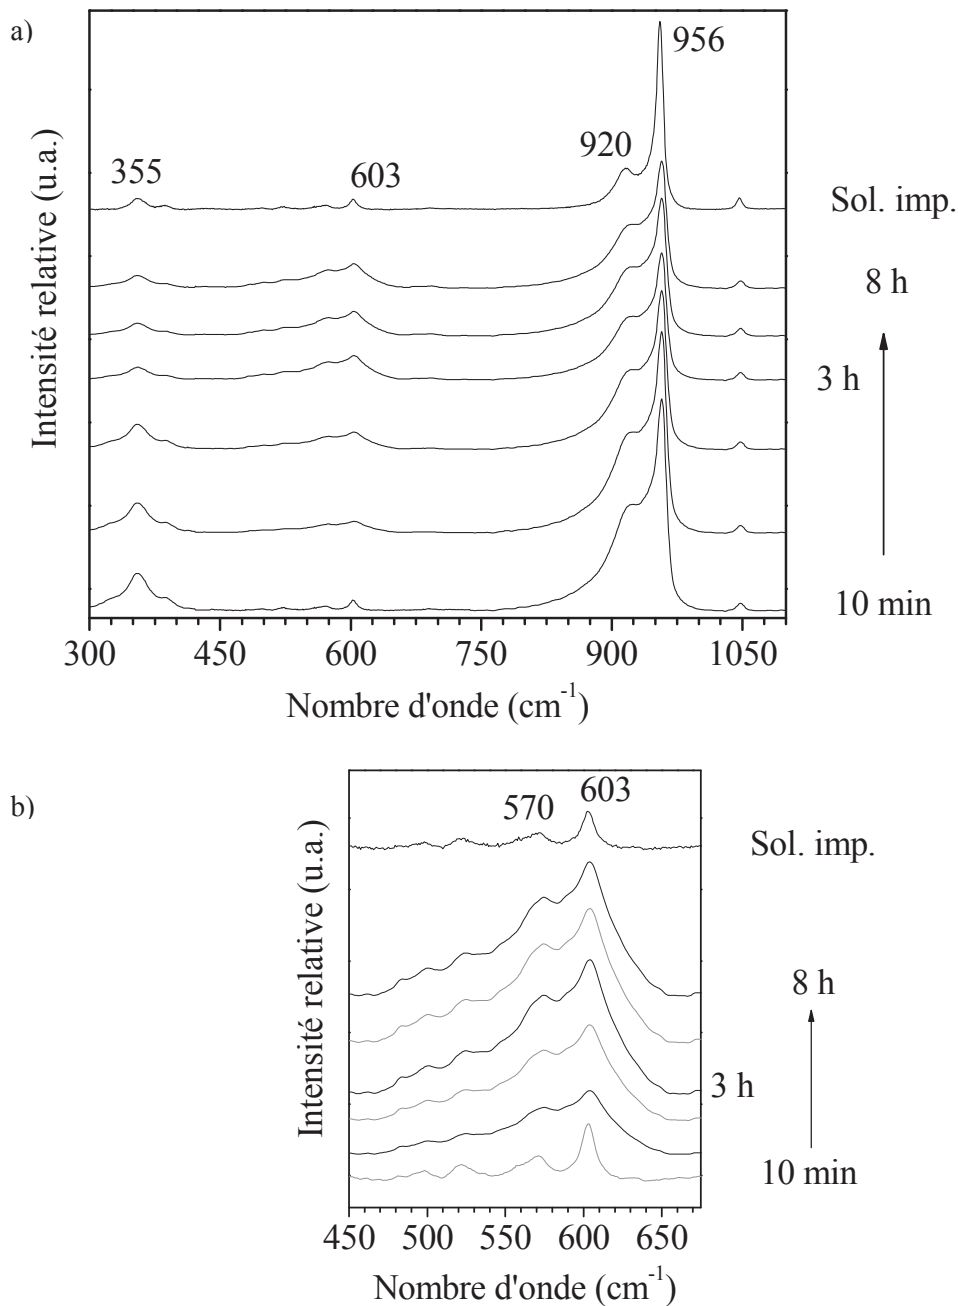 a)
956
920
355
603
Sol. imp.
8 h
3 h
10 min
Intensité relative (u.a.)
300 450 600 750 900 1050
Nombre d'onde (cm⁻¹)
b)
570 603
Sol. imp.
8 h
3 h
10 min
Intensité relative (u.a.)
450 500 550 600 650
Nombre d'onde (cm⁻¹)